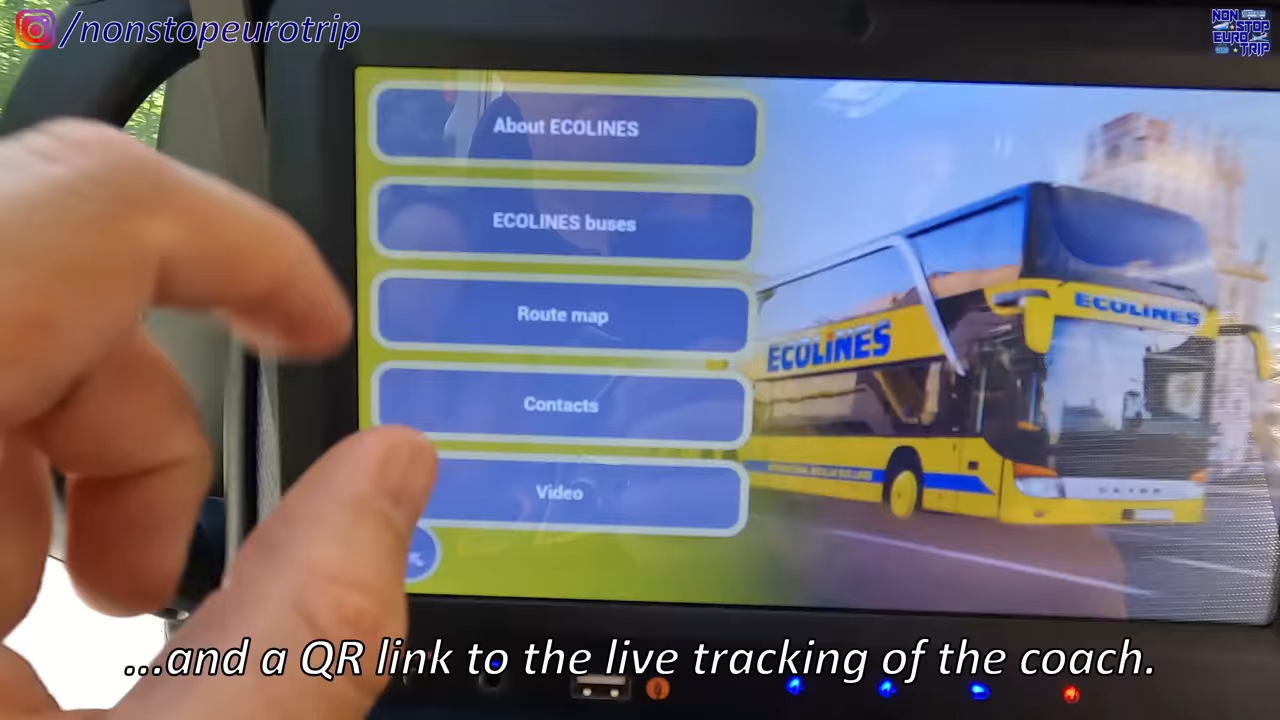 /nonstopeurotrip
NON
STOP
EURO
TRIP
About ECOLINES
ECOLINES buses
Route map
Contacts
Video
ECOLINES
ECOLINES
...and a QR link to the live tracking of the coach.